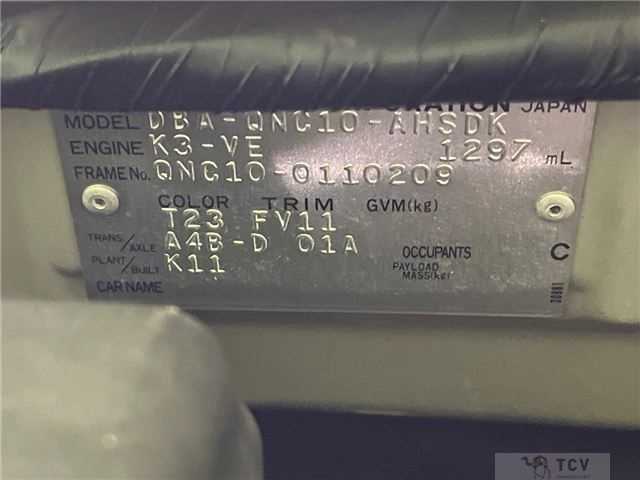 CORPORATION JAPAN
MODEL DBA-QNC10-AHSDK
ENGINE K3-VE 1297 mL
FRAME No. QNC10-0110209
COLOR TRIM GVM(kg)
T23 FV11
TRANS/AXLE A4B-D 01A OCCUPANTS C
PLANT/BUILT K11 PAYLOAD MASS(kg)
CAR NAME
TCV